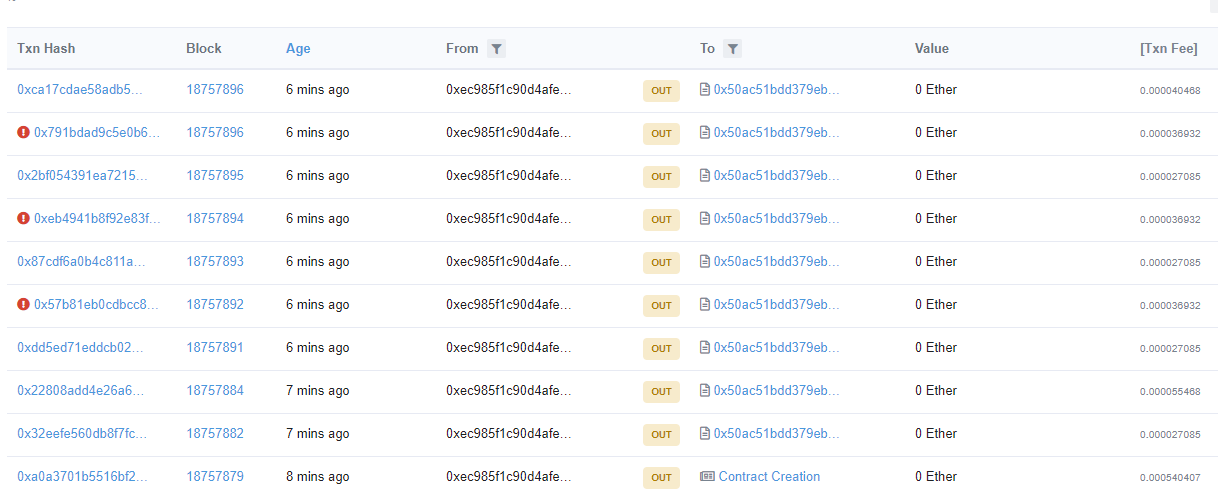 Txn Hash Block Age From To Value [Txn Fee]
0xca17cdae58adb5... 18757896 6 mins ago 0xec985f1c90d4afe... OUT 0x50ac51bdd379eb... 0 Ether 0.000040468
0x791bdad9c5e0b6... 18757896 6 mins ago 0xec985f1c90d4afe... OUT 0x50ac51bdd379eb... 0 Ether 0.000036932
0x2bf054391ea7215... 18757895 6 mins ago 0xec985f1c90d4afe... OUT 0x50ac51bdd379eb... 0 Ether 0.000027085
0xeb4941b8f92e83f... 18757894 6 mins ago 0xec985f1c90d4afe... OUT 0x50ac51bdd379eb... 0 Ether 0.000036932
0x87cdf6a0b4c811a... 18757893 6 mins ago 0xec985f1c90d4afe... OUT 0x50ac51bdd379eb... 0 Ether 0.000027085
0x57b81eb0cdbcc8... 18757892 6 mins ago 0xec985f1c90d4afe... OUT 0x50ac51bdd379eb... 0 Ether 0.000036932
0xdd5ed71eddcb02... 18757891 6 mins ago 0xec985f1c90d4afe... OUT 0x50ac51bdd379eb... 0 Ether 0.000027085
0x22808add4e26a6... 18757884 7 mins ago 0xec985f1c90d4afe... OUT 0x50ac51bdd379eb... 0 Ether 0.000055468
0x32eefe560db8f7fc... 18757882 7 mins ago 0xec985f1c90d4afe... OUT 0x50ac51bdd379eb... 0 Ether 0.000027085
0xa0a3701b5516bf2... 18757879 8 mins ago 0xec985f1c90d4afe... OUT Contract Creation 0 Ether 0.000540407